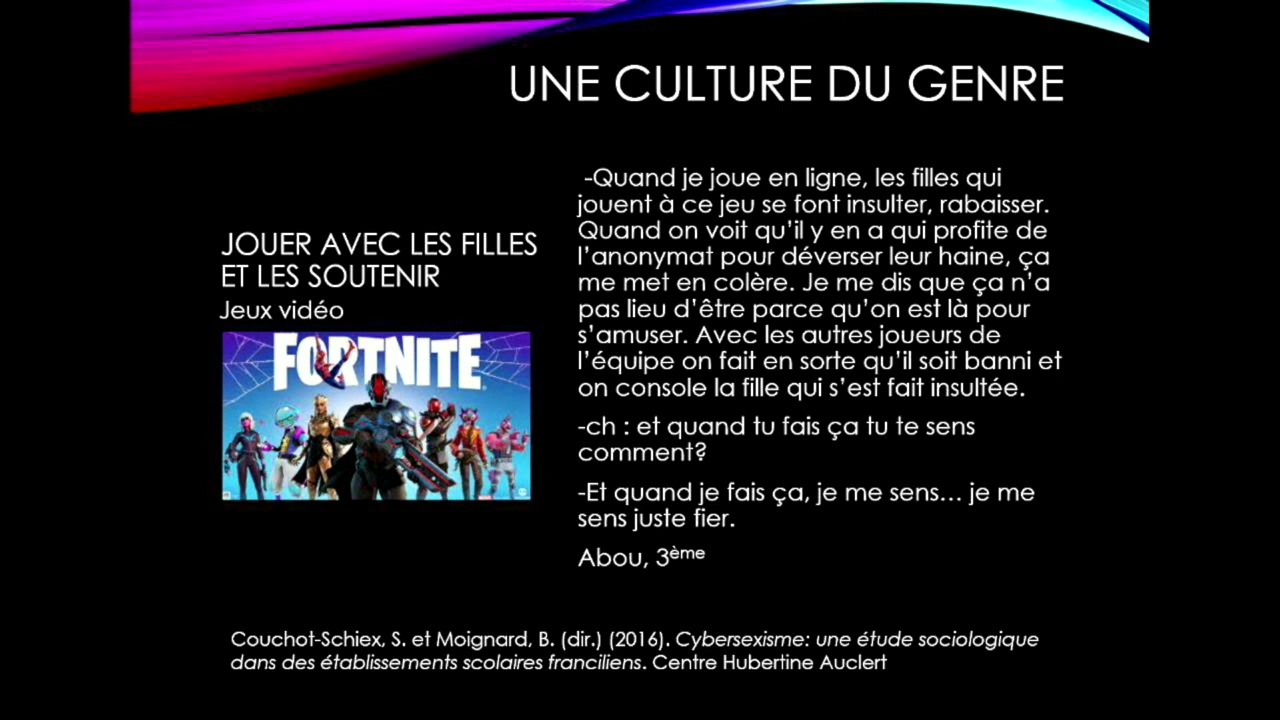 UNE CULTURE DU GENRE
JOUER AVEC LES FILLES
ET LES SOUTENIR
Jeux vidéo
FORTNITE
-Quand je joue en ligne, les filles qui
jouent à ce jeu se font insulter, rabaisser.
Quand on voit qu'il y en a qui profite de
l'anonymat pour déverser leur haine, ça
me met en colère. Je me dis que ça n'a
pas lieu d'être parce qu'on est là pour
s'amuser. Avec les autres joueurs de
l'équipe on fait en sorte qu'il soit banni et
on console la fille qui s'est fait insultée.
-ch : et quand tu fais ça tu te sens
comment?
-Et quand je fais ça, je me sens... je me
sens juste fier.
Abou, 3ème
Couchot-Schiex, S. et Moignard, B. (dir.) (2016). Cybersexisme: une étude sociologique
dans des établissements scolaires franciliens. Centre Hubertine Auclert